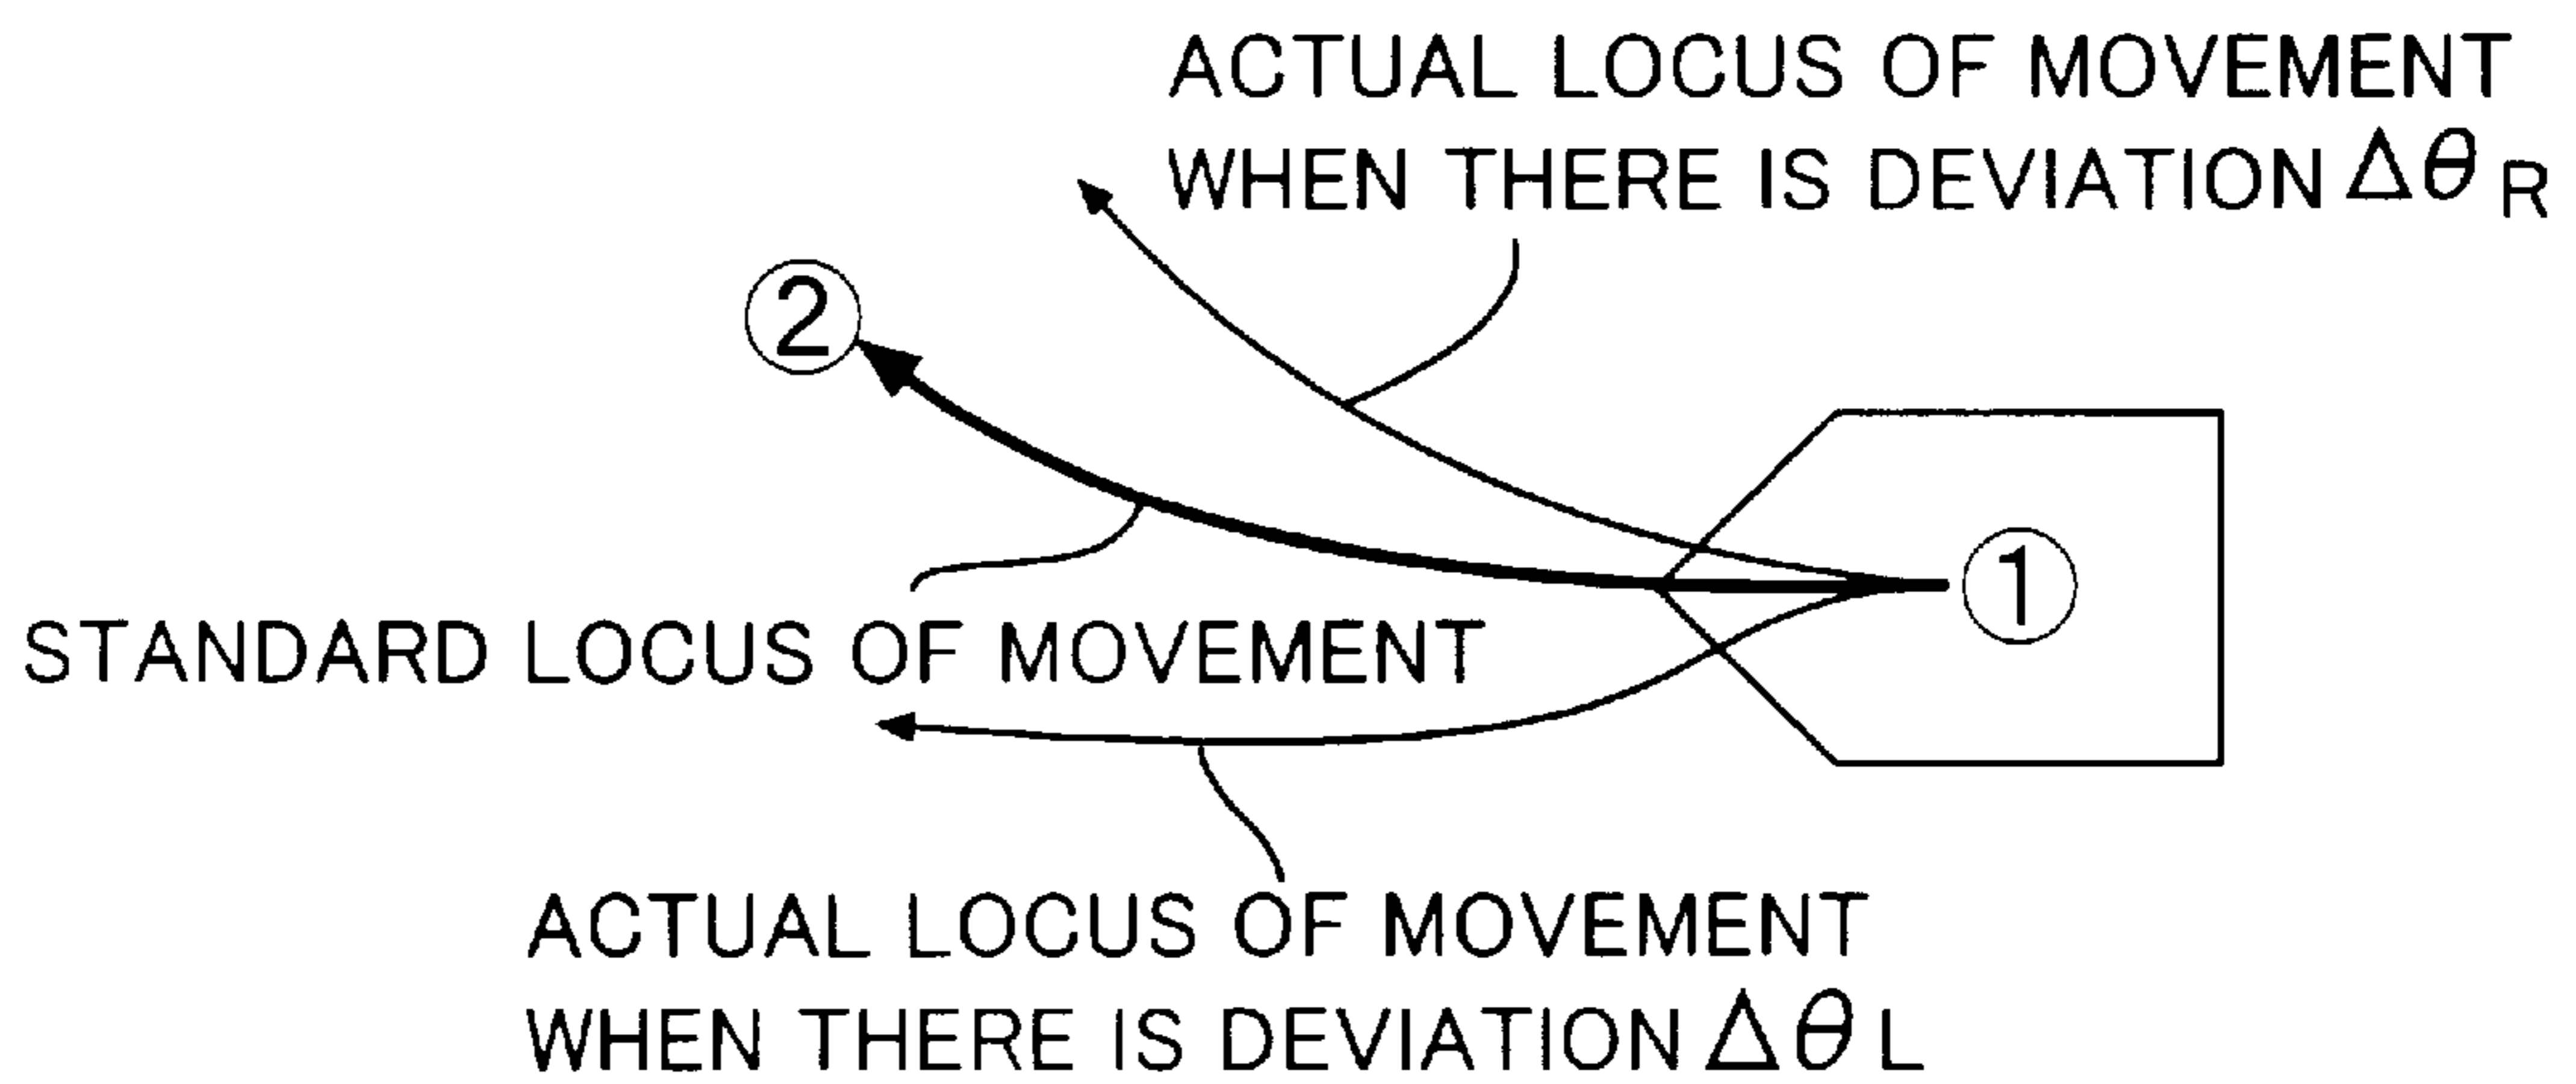 ACTUAL LOCUS OF MOVEMENT
WHEN THERE IS DEVIATION Δθ R
②
①
STANDARD LOCUS OF MOVEMENT
ACTUAL LOCUS OF MOVEMENT
WHEN THERE IS DEVIATION Δθ L